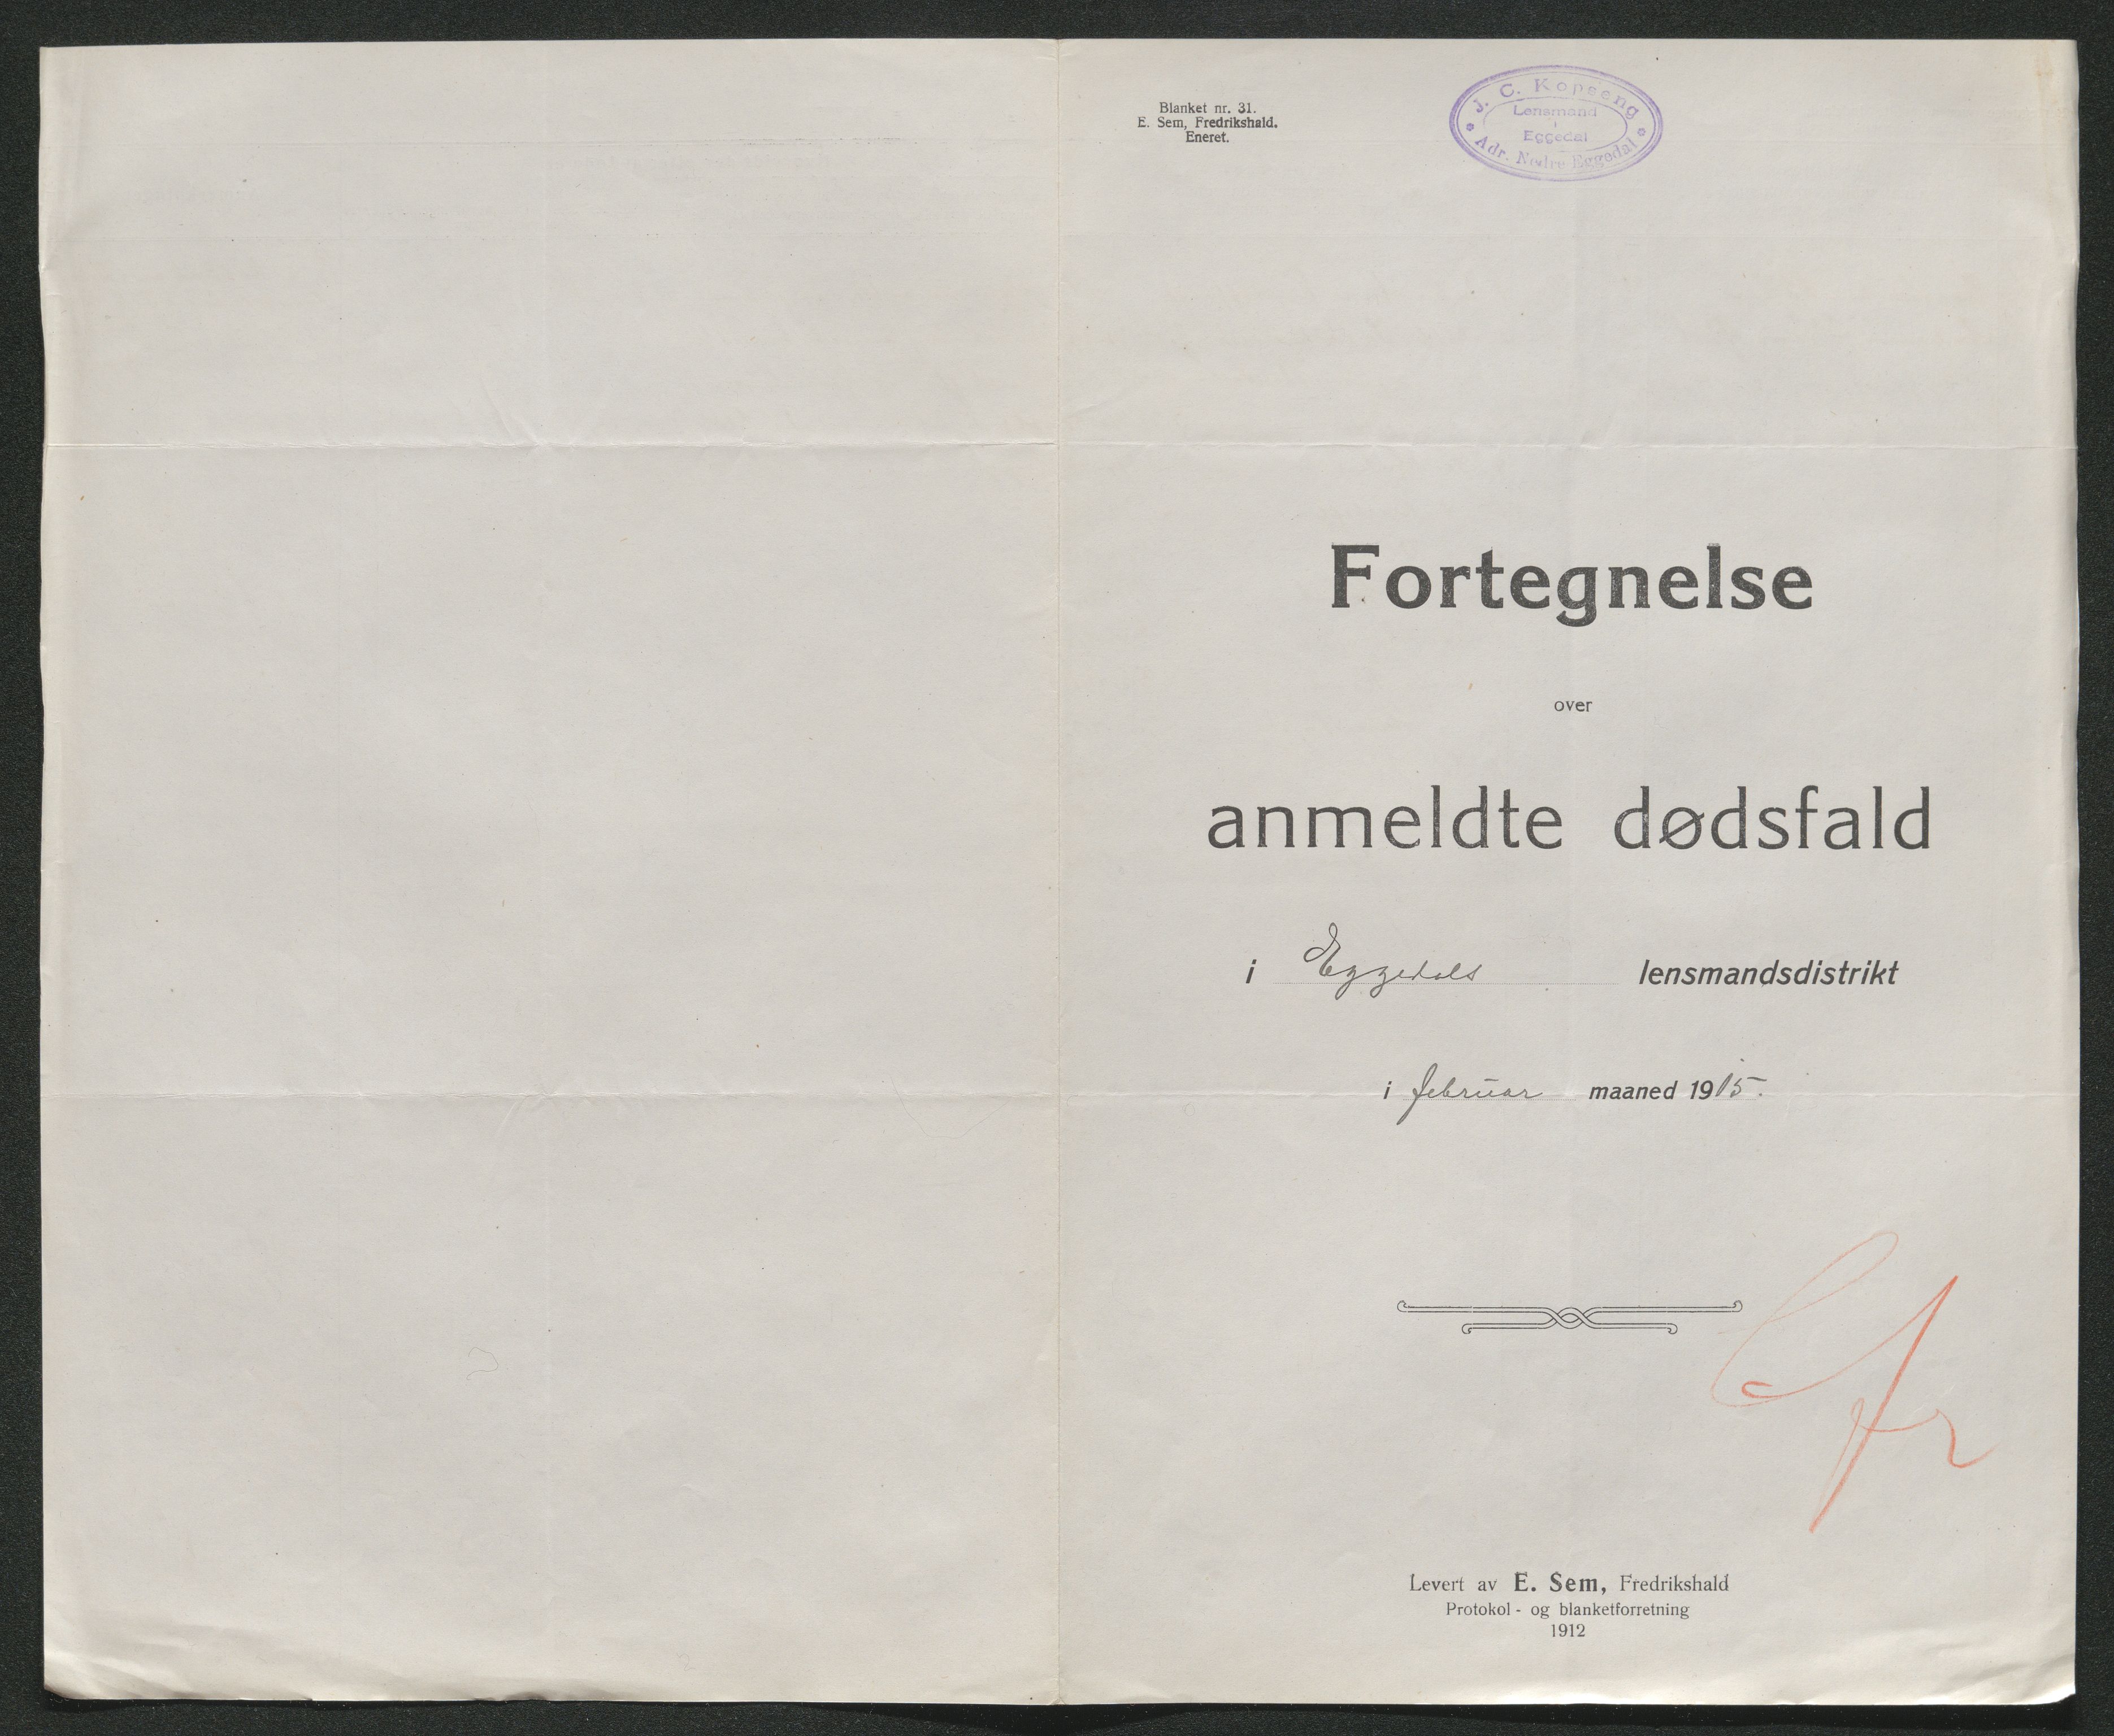 Blanket nr. 31.
E. Sem, Fredrikshald.
Eneret.
J. C. Kopseng
Lensmand
i
Eggedal
Adr. Nedre Eggedal
Fortegnelse
over
anmeldte dødsfald
i Eggedals lensmandsdistrikt
i februar maaned 1915.
Levert av E. Sem, Fredrikshald
Protokol- og blanketforretning
1912